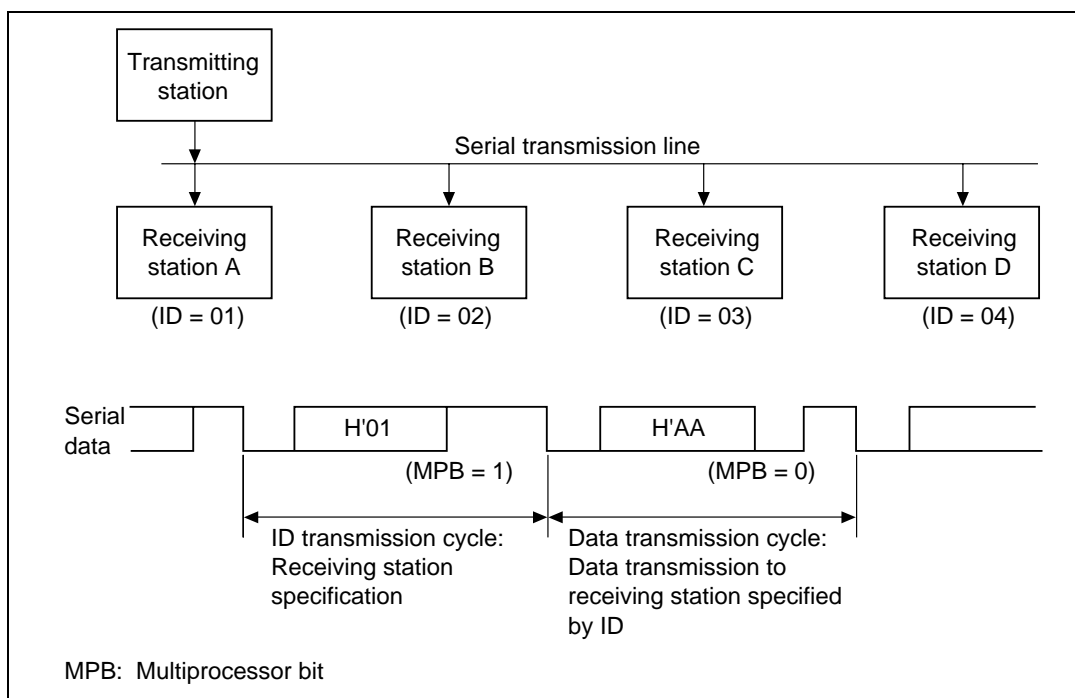 Transmitting
station
Serial transmission line
Receiving
station A
Receiving
station B
Receiving
station C
Receiving
station D
(ID = 01)
(ID = 02)
(ID = 03)
(ID = 04)
Serial
data
H'01
H'AA
(MPB = 1)
(MPB = 0)
ID transmission cycle:
Receiving station
specification
Data transmission cycle:
Data transmission to
receiving station specified
by ID
MPB: Multiprocessor bit